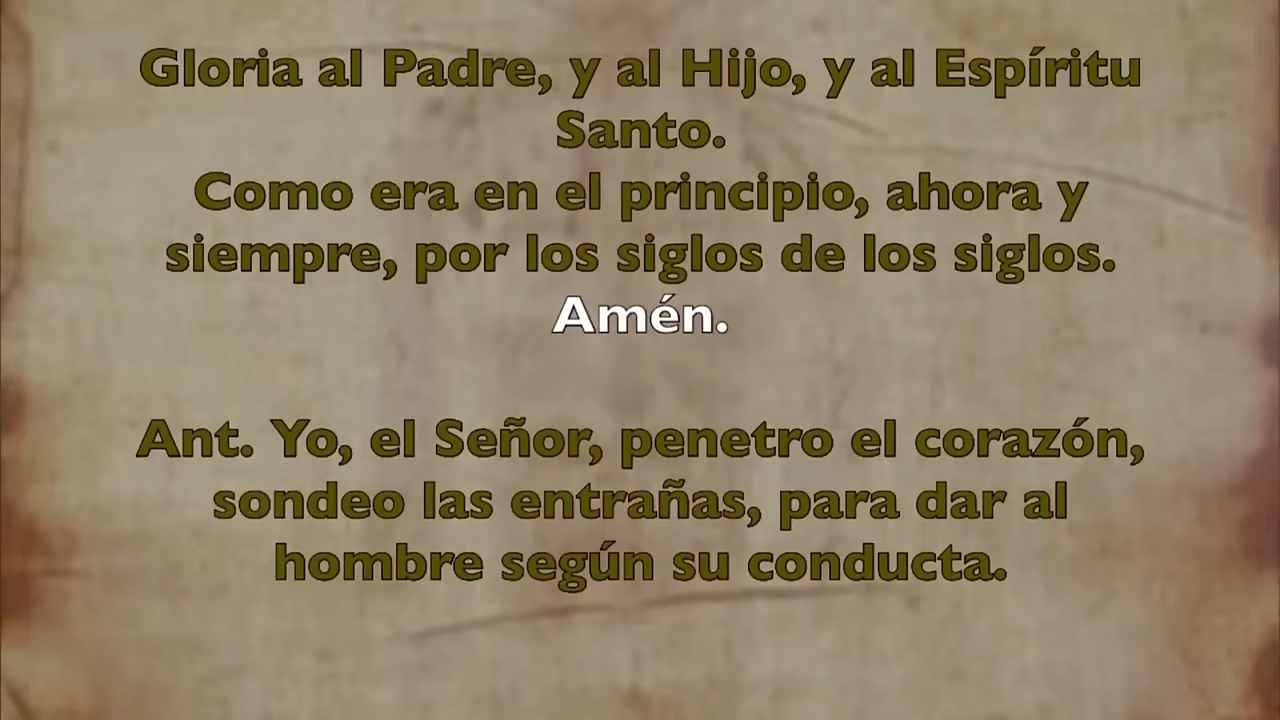 Gloria al Padre, y al Hijo, y al Espíritu
Santo.
Como era en el principio, ahora y
siempre, por los siglos de los siglos.
Amén.
Ant. Yo, el Señor, penetro el corazón,
sondeo las entrañas, para dar al
hombre según su conducta.